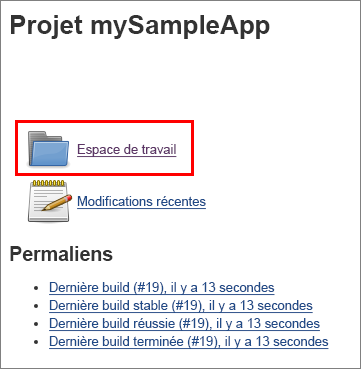 Projet mySampleApp
Espace de travail
Modifications récentes
Permaliens
Dernière build (#19), il y a 13 secondes
Dernière build stable (#19), il y a 13 secondes
Dernière build réussie (#19), il y a 13 secondes
Dernière build terminée (#19), il y a 13 secondes